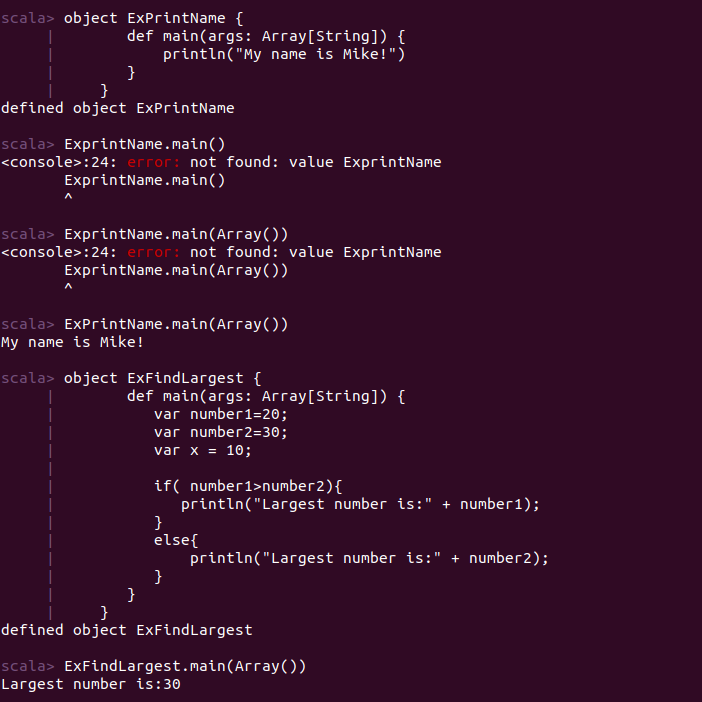 scala> object ExPrintName {
     |        def main(args: Array[String]) {
     |            println("My name is Mike!")
     |        }
     |     }
defined object ExPrintName
scala> ExprintName.main()
<console>:24: error: not found: value ExprintName
       ExprintName.main()
       ^
scala> ExprintName.main(Array())
<console>:24: error: not found: value ExprintName
       ExprintName.main(Array())
       ^
scala> ExPrintName.main(Array())
My name is Mike!
scala> object ExFindLargest {
     |        def main(args: Array[String]) {
     |           var number1=20;
     |           var number2=30;
     |           var x = 10;
     |
     |           if( number1>number2){
     |              println("Largest number is:" + number1);
     |           }
     |           else{
     |               println("Largest number is:" + number2);
     |           }
     |        }
     |     }
defined object ExFindLargest
scala> ExFindLargest.main(Array())
Largest number is:30